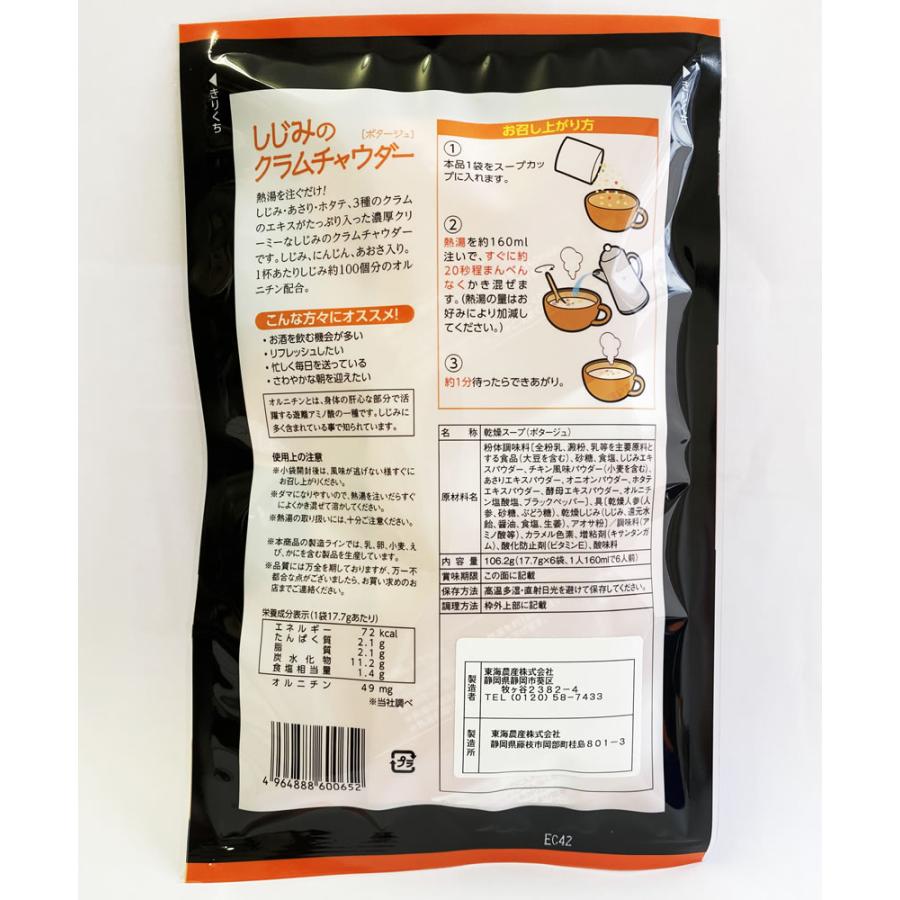 きりくち
しじみの
[ポタージュ]
クラムチャウダー
熱湯を注ぐだけ!
しじみ・あさり・ホタテ、3種のクラム
のエキスがたっぷり入った濃厚クリ
ーミーなしじみのクラムチャウダー
です。しじみ、にんじん、あおさ入り。
1杯あたりしじみ約100個分のオル
ニチン配合。
こんな方々にオススメ!
・お酒を飲む機会が多い
・リフレッシュしたい
・忙しく毎日を送っている
・さわやかな朝を迎えたい
オルニチンとは、身体の肝心な部分で活
躍する遊離アミノ酸の一種です。しじみに
多く含まれている事で知られています。
使用上の注意
※小袋開封後は、風味が逃げない様すぐに
お召し上がりください。
※ダマになりやすいので、熱湯を注いだらすぐ
によくかき混ぜて溶かしてください。
※熱湯の取り扱いには、十分ご注意ください。
※本商品の製造ラインでは、乳、卵、小麦、え
び、かにを含む製品を生産しています。
※品質には万全を期しておりますが、万一不
都合な点がございましたら、お買い求めのお
店までご連絡ください。
栄養成分表示(1袋17.7gあたり)
エネルギー 72 kcal
たんぱく質 2.1 g
脂質 2.1 g
炭水化物 11.2 g
食塩相当量 1.4 g
オルニチン 49 mg
※当社調べ
4 964888 600652
プラ
お召し上がり方
①
本品1袋をスープカッ
プに入れます。
②
熱湯を約160ml
注いで、すぐに約
20秒程まんべん
なくかき混ぜま
す。(熱湯の量はお
好みにより加減し
てください。)
③
約1分待ったらできあがり。
名称 乾燥スープ(ポタージュ)
原材料名 粉体調味料[全粉乳、澱粉、乳等を主要原料と
する食品(大豆を含む)、砂糖、食塩、しじみエキ
スパウダー、チキン風味パウダー(小麦を含む)、
あさりエキスパウダー、オニオンパウダー、ホタテ
エキスパウダー、酵母エキスパウダー、オルニチ
ン塩酸塩、ブラックペッパー]、具[乾燥人参(人
参、砂糖、ぶどう糖)、乾燥しじみ(しじみ、還元水
飴、醤油、食塩、生姜)、アオサ粉]/調味料(ア
ミノ酸等)、カラメル色素、増粘剤(キサンタンガ
ム)、酸化防止剤(ビタミンE)、酸味料
内容量 106.2g(17.7g×6袋、1人160mlで6人前)
賞味期限 この面に記載
保存方法 高温多湿・直射日光を避けて保存してください。
調理方法 枠外上部に記載
製造者 東海農産株式会社
静岡県静岡市葵区
牧ヶ谷2382-4
TEL(0120)58-7433
製造所 東海農産株式会社
静岡県藤枝市岡部町桂島801-3
EC42